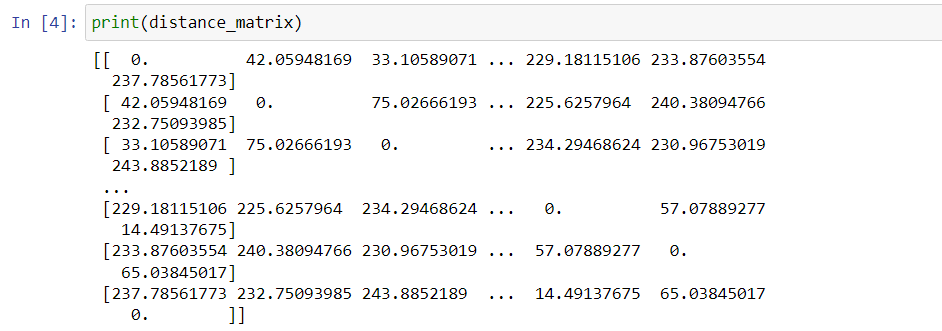 In [4]: print(distance_matrix)
[[  0.          42.05948169  33.10589071 ... 229.18115106 233.87603554
  237.78561773]
 [ 42.05948169   0.          75.02666193 ... 225.6257964  240.38094766
  232.75093985]
 [ 33.10589071  75.02666193   0.         ... 234.29468624 230.96753019
  243.8852189 ]
 ...
 [229.18115106 225.6257964  234.29468624 ...   0.          57.07889277
   14.49137675]
 [233.87603554 240.38094766 230.96753019 ...  57.07889277   0.
   65.03845017]
 [237.78561773 232.75093985 243.8852189  ...  14.49137675  65.03845017
    0.        ]]